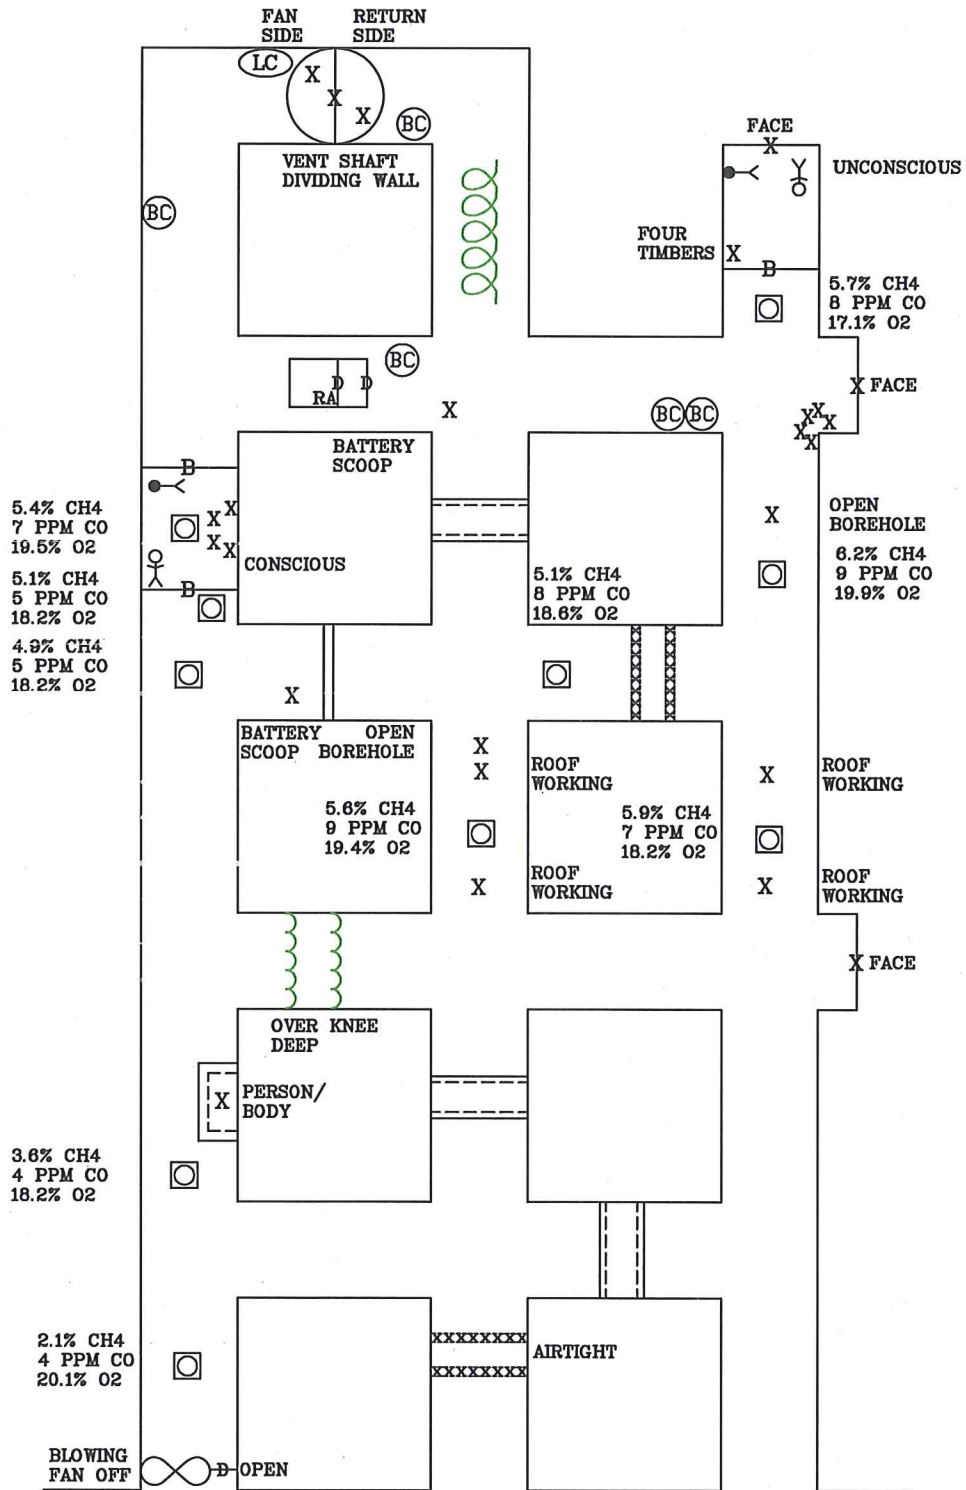 FAN SIDE
RETURN SIDE
LC
X
X
X
BC
VENT SHAFT
DIVIDING WALL
BC
FACE
X
UNCONSCIOUS
FOUR
TIMBERS
X
B
5.7% CH4
8 PPM CO
17.1% O2
BC
D D
RA
X
X FACE
BC BC
X
X
X
X
X
BATTERY
SCOOP
B
5.4% CH4
7 PPM CO
19.5% O2
X
X
X
X
CONSCIOUS
X
OPEN
BOREHOLE
6.2% CH4
9 PPM CO
19.9% O2
5.1% CH4
5 PPM CO
18.2% O2
B
5.1% CH4
8 PPM CO
18.6% O2
4.9% CH4
5 PPM CO
18.2% O2
X
BATTERY
SCOOP
OPEN
BOREHOLE
X
X
ROOF
WORKING
X
ROOF
WORKING
5.6% CH4
9 PPM CO
19.4% O2
5.9% CH4
7 PPM CO
18.2% O2
X
ROOF
WORKING
X
ROOF
WORKING
X FACE
OVER KNEE
DEEP
X
PERSON/
BODY
3.6% CH4
4 PPM CO
18.2% O2
2.1% CH4
4 PPM CO
20.1% O2
XXXXXXXX
XXXXXXXX
AIRTIGHT
BLOWING
FAN OFF
D OPEN